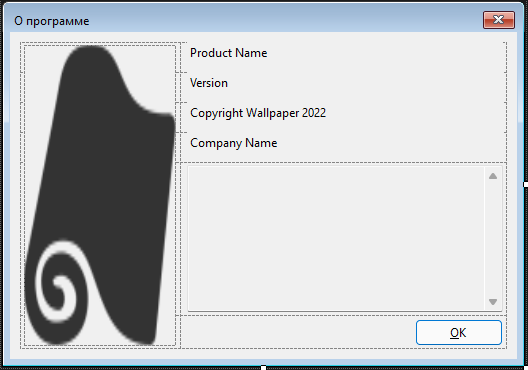 О программе
Product Name
Version
Copyright Wallpaper 2022
Company Name
OK